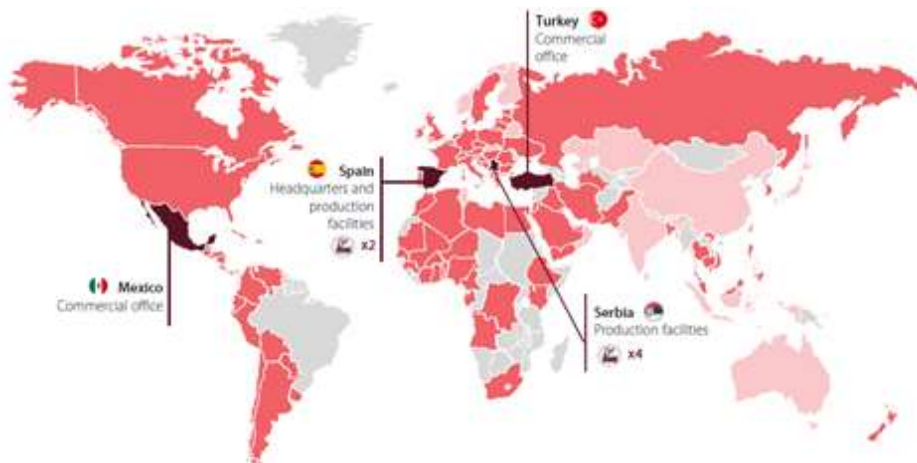 Turkey
Commercial
office
Spain
Headquarters and
production
facilities
x2
Mexico
Commercial office
Serbia
Production facilities
x4